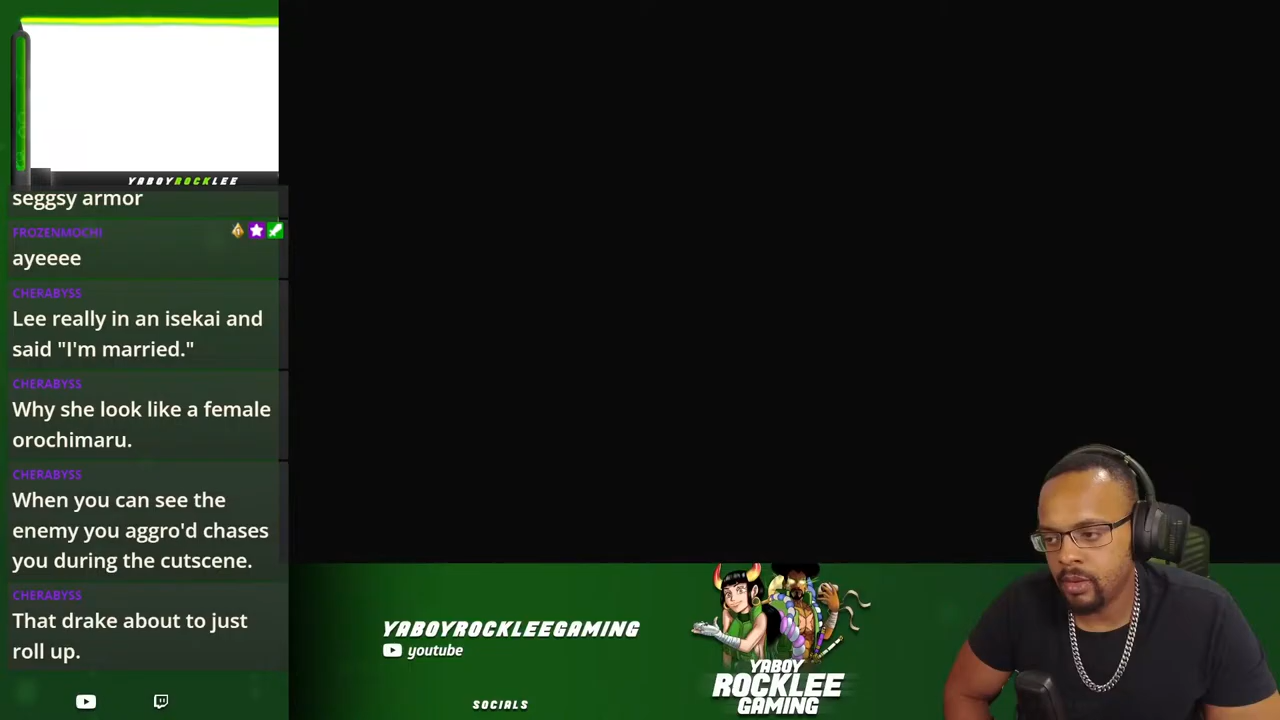 YABOYROCKLEE
seggsy armor
FROZENMOCHI
ayeeee
CHERABYSS
Lee really in an isekai and
said "I'm married."
CHERABYSS
Why she look like a female
orochimaru.
CHERABYSS
When you can see the
enemy you aggro'd chases
you during the cutscene.
CHERABYSS
That drake about to just
roll up.
YABOYROCKLEEGAMING
youtube
SOCIALS
YABOY
ROCKLEE
GAMING